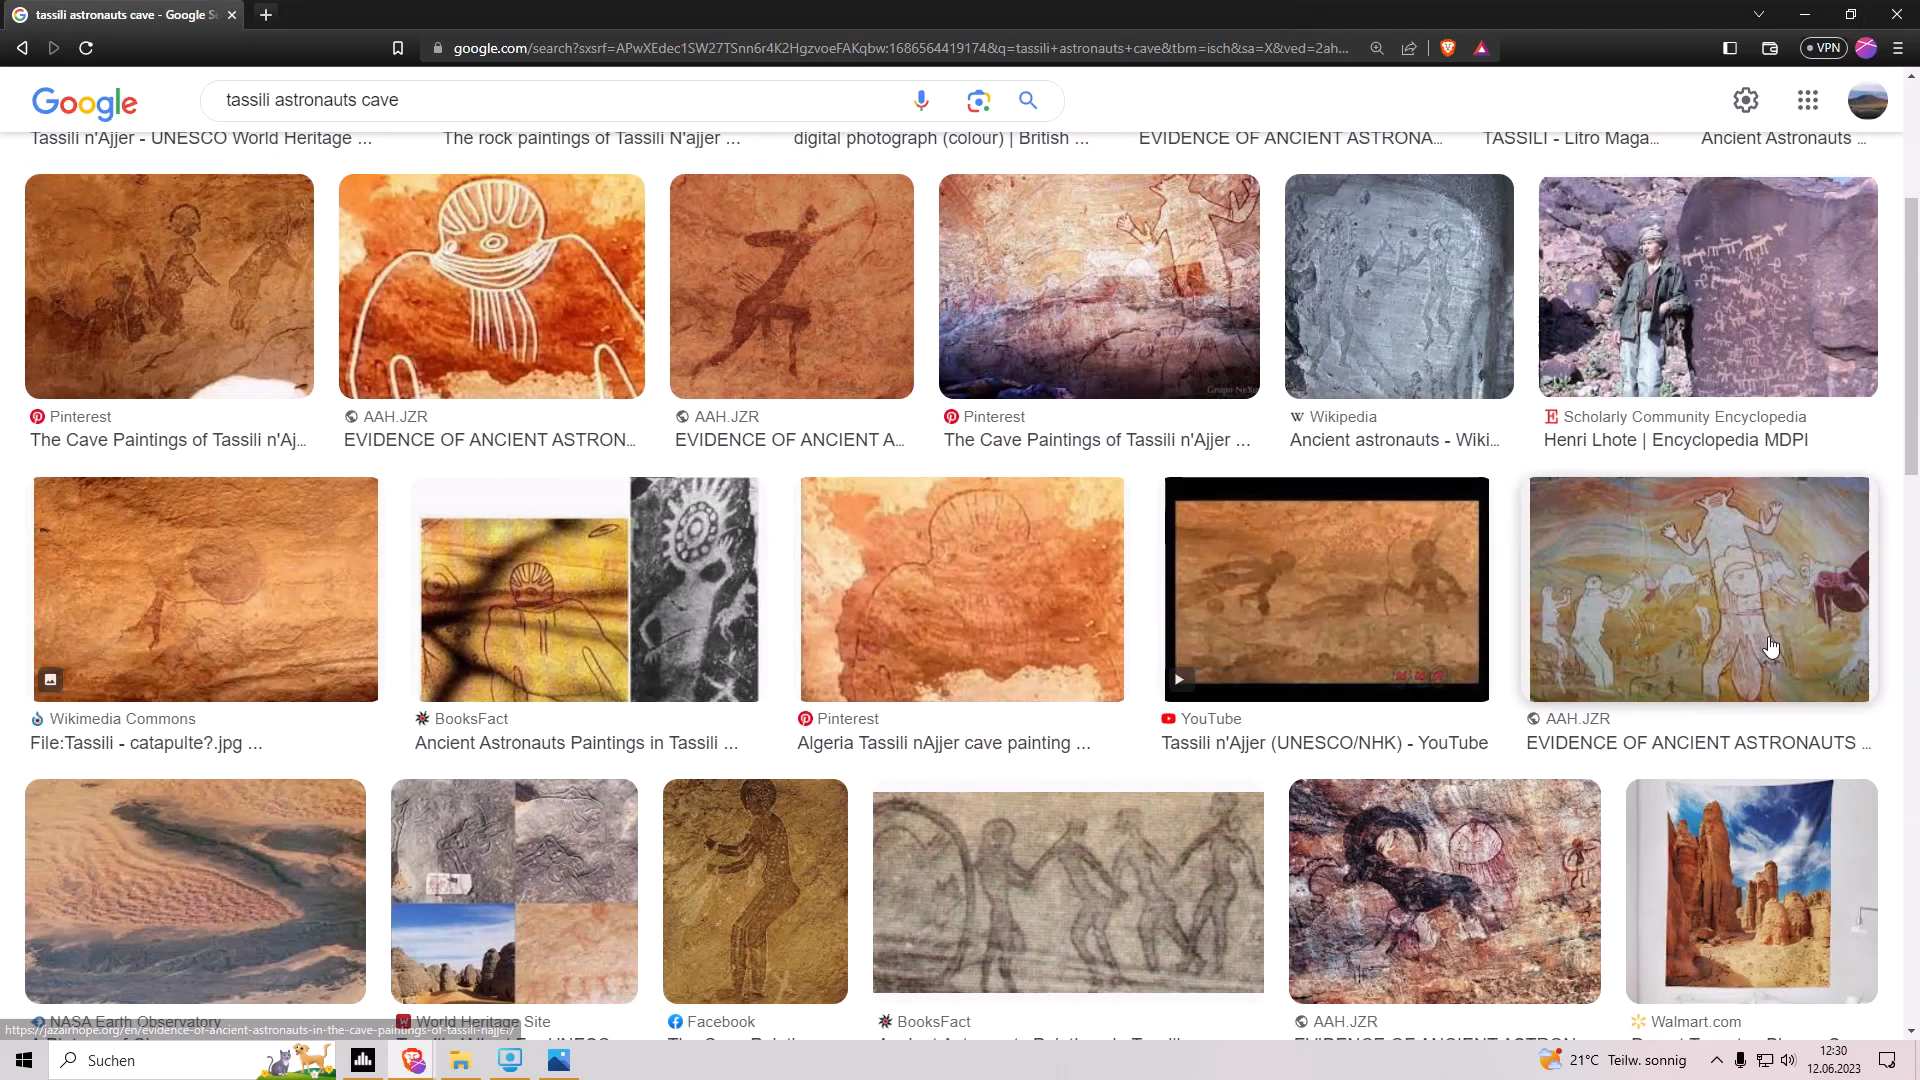 tassili astronauts cave - Google S
google.com/search?sxsrf=APwXEdec1SW27TSnn6r4K2HgzvoeFAKqbw:1686564419174&q=tassili+astronauts+cave&tbm=isch&sa=X&ved=2ah...
VPN
Google
tassili astronauts cave
Tassili n'Ajjer - UNESCO World Heritage ...
The rock paintings of Tassili N'ajjer ...
digital photograph (colour) | British ...
EVIDENCE OF ANCIENT ASTRONA...
TASSILI - Litro Maga...
Ancient Astronauts ...
Pinterest
The Cave Paintings of Tassili n'Aj...
AAH.JZR
EVIDENCE OF ANCIENT ASTRON...
AAH.JZR
EVIDENCE OF ANCIENT A...
Pinterest
The Cave Paintings of Tassili n'Ajjer ...
Wikipedia
Ancient astronauts - Wiki...
Scholarly Community Encyclopedia
Henri Lhote | Encyclopedia MDPI
Wikimedia Commons
File:Tassili - catapulte?.jpg ...
BooksFact
Ancient Astronauts Paintings in Tassili ...
Pinterest
Algeria Tassili nAjjer cave painting ...
YouTube
Tassili n'Ajjer (UNESCO/NHK) - YouTube
AAH.JZR
EVIDENCE OF ANCIENT ASTRONAUTS ...
NASA Earth Observatory
World Heritage Site
Facebook
BooksFact
AAH.JZR
Walmart.com
https://jazairhope.org/en/evidence-of-ancient-astronauts-in-the-cave-paintings-of-tassili-najjer/
Suchen
21°C Teilw. sonnig
12:30
12.06.2023